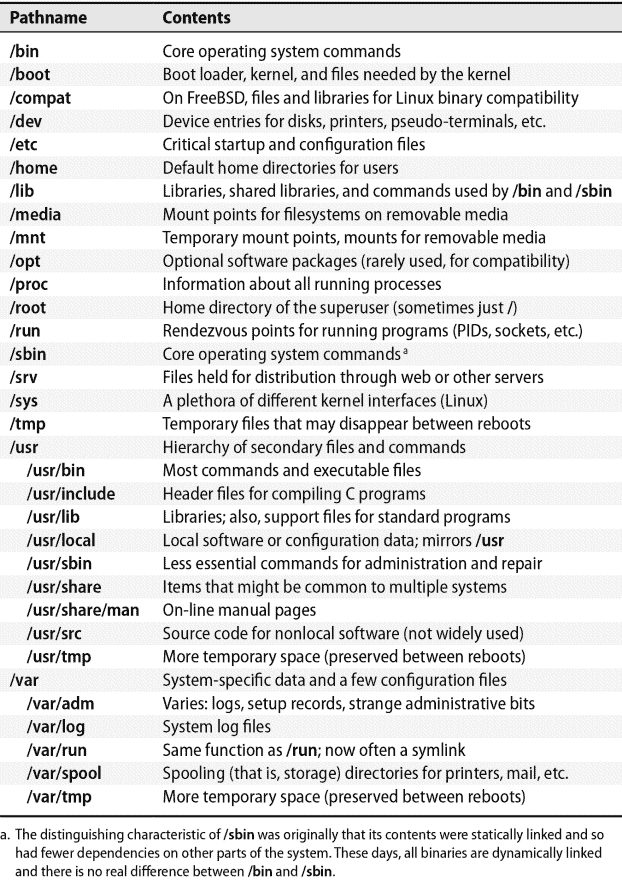 Pathname Contents
/bin Core operating system commands
/boot Boot loader, kernel, and files needed by the kernel
/compat On FreeBSD, files and libraries for Linux binary compatibility
/dev Device entries for disks, printers, pseudo-terminals, etc.
/etc Critical startup and configuration files
/home Default home directories for users
/lib Libraries, shared libraries, and commands used by /bin and /sbin
/media Mount points for filesystems on removable media
/mnt Temporary mount points, mounts for removable media
/opt Optional software packages (rarely used, for compatibility)
/proc Information about all running processes
/root Home directory of the superuser (sometimes just /)
/run Rendezvous points for running programs (PIDs, sockets, etc.)
/sbin Core operating system commands a
/srv Files held for distribution through web or other servers
/sys A plethora of different kernel interfaces (Linux)
/tmp Temporary files that may disappear between reboots
/usr Hierarchy of secondary files and commands
/usr/bin Most commands and executable files
/usr/include Header files for compiling C programs
/usr/lib Libraries; also, support files for standard programs
/usr/local Local software or configuration data; mirrors /usr
/usr/sbin Less essential commands for administration and repair
/usr/share Items that might be common to multiple systems
/usr/share/man On-line manual pages
/usr/src Source code for nonlocal software (not widely used)
/usr/tmp More temporary space (preserved between reboots)
/var System-specific data and a few configuration files
/var/adm Varies: logs, setup records, strange administrative bits
/var/log System log files
/var/run Same function as /run; now often a symlink
/var/spool Spooling (that is, storage) directories for printers, mail, etc.
/var/tmp More temporary space (preserved between reboots)
a. The distinguishing characteristic of /sbin was originally that its contents were statically linked and so
had fewer dependencies on other parts of the system. These days, all binaries are dynamically linked
and there is no real difference between /bin and /sbin.